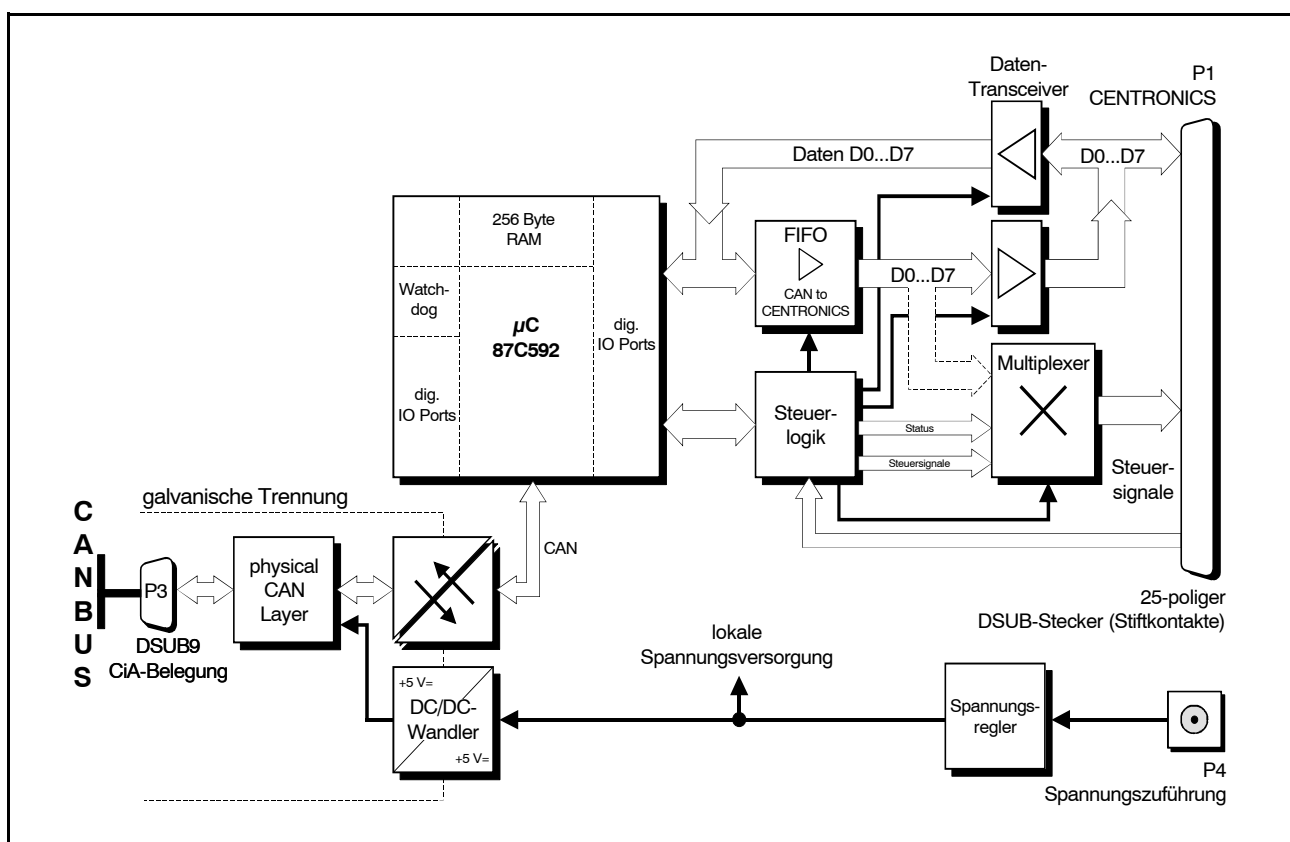 Daten-
Transceiver
P1
CENTRONICS
Daten D0...D7
D0...D7
256 Byte
RAM
Watch-
dog
µC
87C592
dig.
IO Ports
dig.
IO Ports
FIFO
CAN to
CENTRONICS
D0...D7
Steuer-
logik
Status
Steuersignale
Multiplexer
Steuer-
signale
galvanische Trennung
CAN
CANBUS
P3
physical
CAN
Layer
DSUB9
CiA-Belegung
25-poliger
DSUB-Stecker (Stiftkontakte)
lokale
Spannungsversorgung
+5 V=
DC/DC-
Wandler
+5 V=
Spannungs-
regler
P4
Spannungszuführung